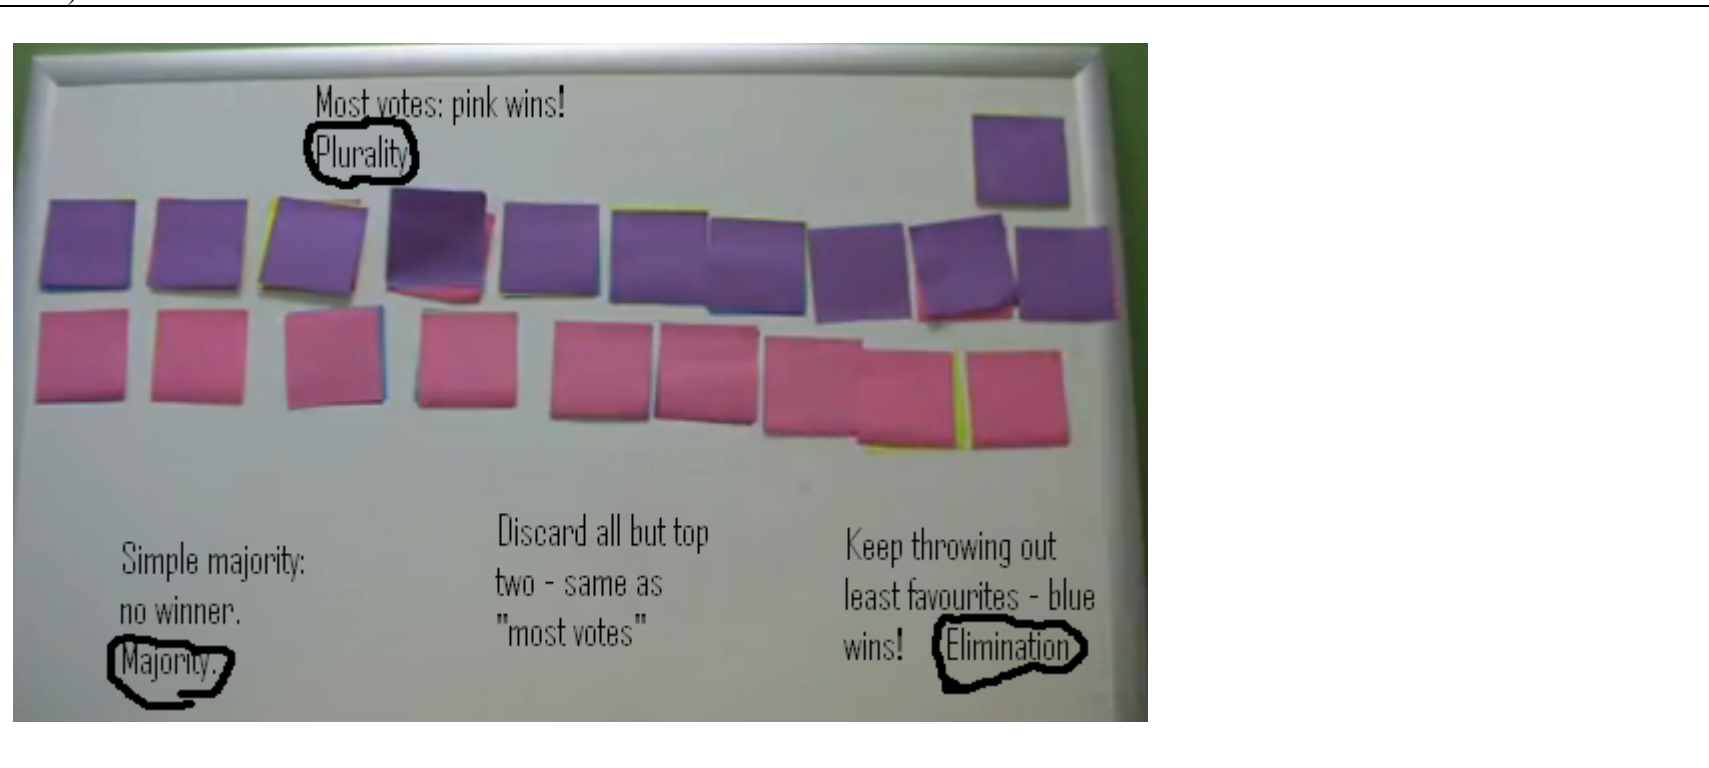 Most votes: pink wins!
Plurality
Simple majority:
no winner.
Majority.
Discard all but top
two - same as
"most votes"
Keep throwing out
least favourites - blue
wins!
Elimination